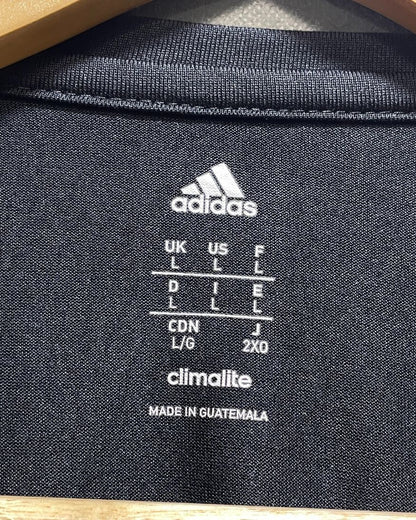 adidas
UK US F
L L L
D I E
L L L
CDN J
L/G 2XO
climalite
MADE IN GUATEMALA